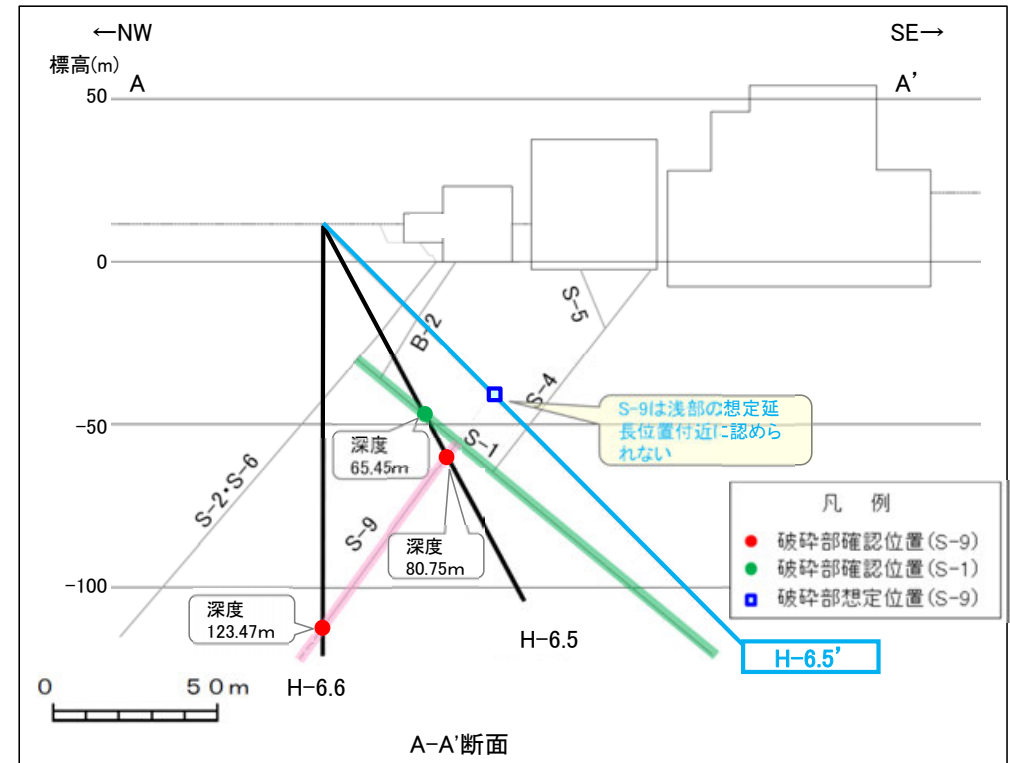 ←NW
SE→
標高(m)
A
A’
50
0
-50
-100
S-5
B-2
S-4
S-9は浅部の想定延
長位置付近に認めら
れない
深度
65.45m
S-1
S-2・S-6
S-9
深度
80.75m
深度
123.47m
凡 例
破砕部確認位置(S-9)
破砕部確認位置(S-1)
破砕部想定位置(S-9)
H-6.5
H-6.5’
H-6.6
0
50m
A-A’断面